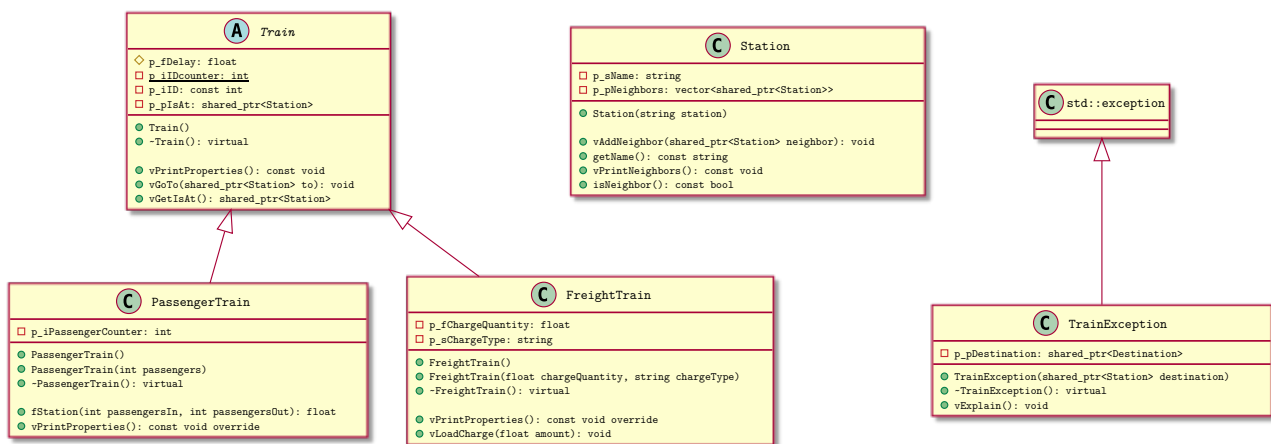 A Train
p_fDelay: float
p_iIDcounter: int
p_iID: const int
p_pIsAt: shared_ptr<Station>
Train()
~Train(): virtual
vPrintProperties(): const void
vGoTo(shared_ptr<Station> to): void
vGetIsAt(): shared_ptr<Station>
C Station
p_sName: string
p_pNeighbors: vector<shared_ptr<Station>>
Station(string station)
vAddNeighbor(shared_ptr<Station> neighbor): void
getName(): const string
vPrintNeighbors(): const void
isNeighbor(): const bool
C std::exception
C PassengerTrain
p_iPassengerCounter: int
PassengerTrain()
PassengerTrain(int passengers)
~PassengerTrain(): virtual
fStation(int passengersIn, int passengersOut): float
vPrintProperties(): const void override
C FreightTrain
p_fChargeQuantity: float
p_sChargeType: string
FreightTrain()
FreightTrain(float chargeQuantity, string chargeType)
~FreightTrain(): virtual
vPrintProperties(): const void override
vLoadCharge(float amount): void
C TrainException
p_pDestination: shared_ptr<Destination>
TrainException(shared_ptr<Station> destination)
~TrainException(): virtual
vExplain(): void